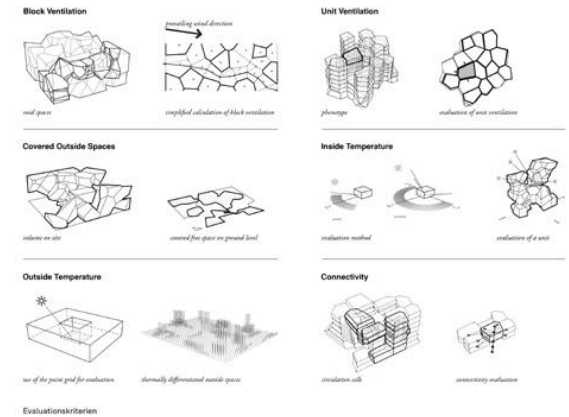 Block Ventilation
prevailing wind direction
void spaces
simplified calculation of block ventilation
Unit Ventilation
phenotype
evaluation of unit ventilation
Covered Outside Spaces
volume on site
covered free space on ground level
Inside Temperature
evaluation method
evaluation of a unit
Outside Temperature
use of the point grid for evaluation
thermally differentiated outside spaces
Connectivity
circulation cells
connectivity evaluation
Evaluationskriterien